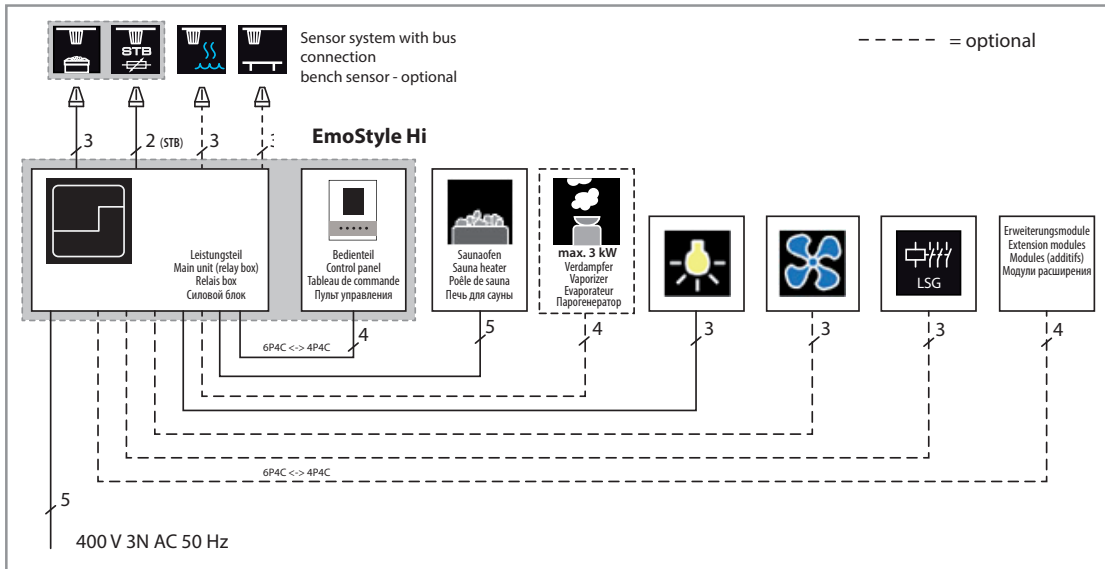 STB
Sensor system with bus
connection
bench sensor - optional
= optional
3
2 (STB)
3
EmoStyle Hi
Leistungsteil
Main unit (relay box)
Relais box
Силовой блок
Bedienteil
Control panel
Tableau de commande
Пульт управления
Saunaofen
Sauna heater
Poêle de sauna
Печь для сауны
max. 3 kW
Verdampfer
Vaporizer
Evaporateur
Парогенератор
LSG
Erweiterungsmodule
Extension modules
Modules (additifs)
Модули расширения
4
5
4
3
3
3
4
6P4C <-> 4P4C
6P4C <-> 4P4C
5
400 V 3N AC 50 Hz